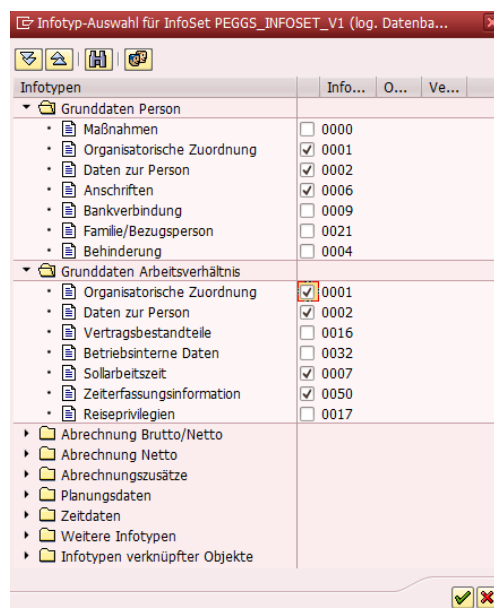 Infotyp-Auswahl für InfoSet PEGGS_INFOSET_V1 (log. Datenba...
Infotypen Info... O... Ve...
Grunddaten Person
Maßnahmen 0000
Organisatorische Zuordnung 0001
Daten zur Person 0002
Anschriften 0006
Bankverbindung 0009
Familie/Bezugsperson 0021
Behinderung 0004
Grunddaten Arbeitsverhältnis
Organisatorische Zuordnung 0001
Daten zur Person 0002
Vertragsbestandteile 0016
Betriebsinterne Daten 0032
Sollarbeitszeit 0007
Zeiterfassungsinformation 0050
Reiseprivilegien 0017
Abrechnung Brutto/Netto
Abrechnung Netto
Abrechnungszusätze
Planungsdaten
Zeitdaten
Weitere Infotypen
Infotypen verknüpfter Objekte